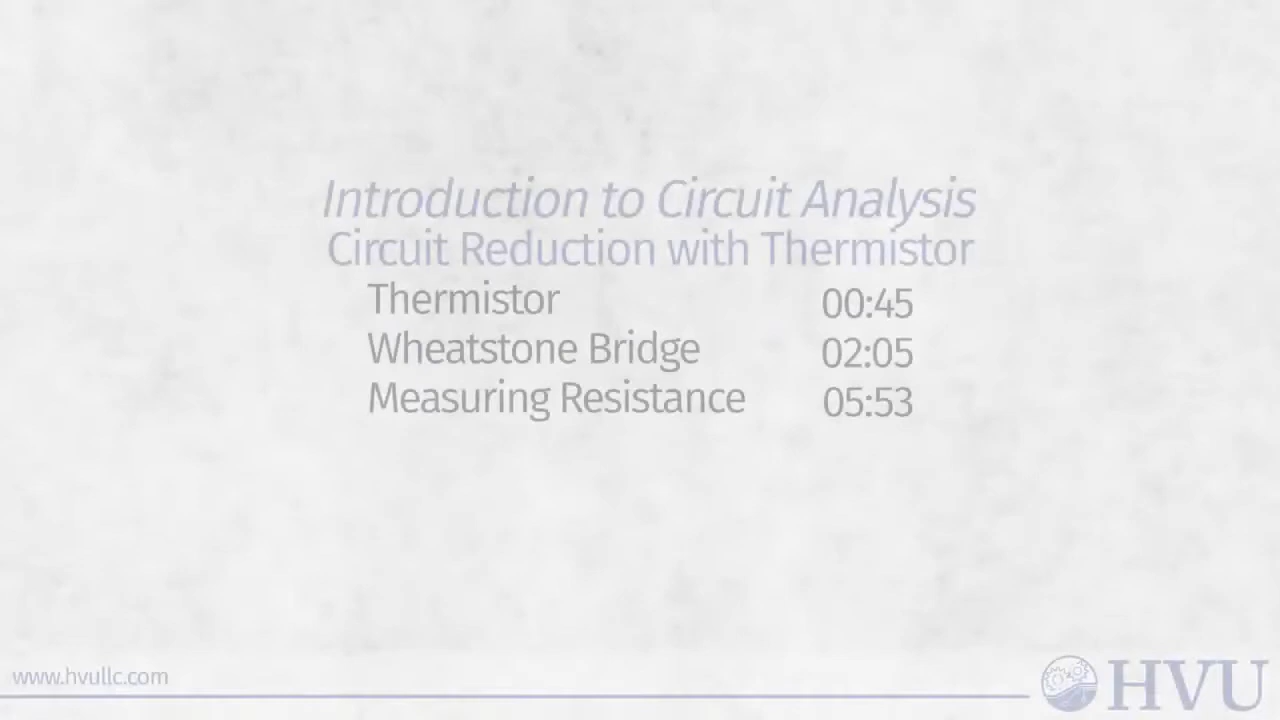 Introduction to Circuit Analysis
Circuit Reduction with Thermistor
Thermistor 00:45
Wheatstone Bridge 02:05
Measuring Resistance 05:53
www.hvullc.com
HVU